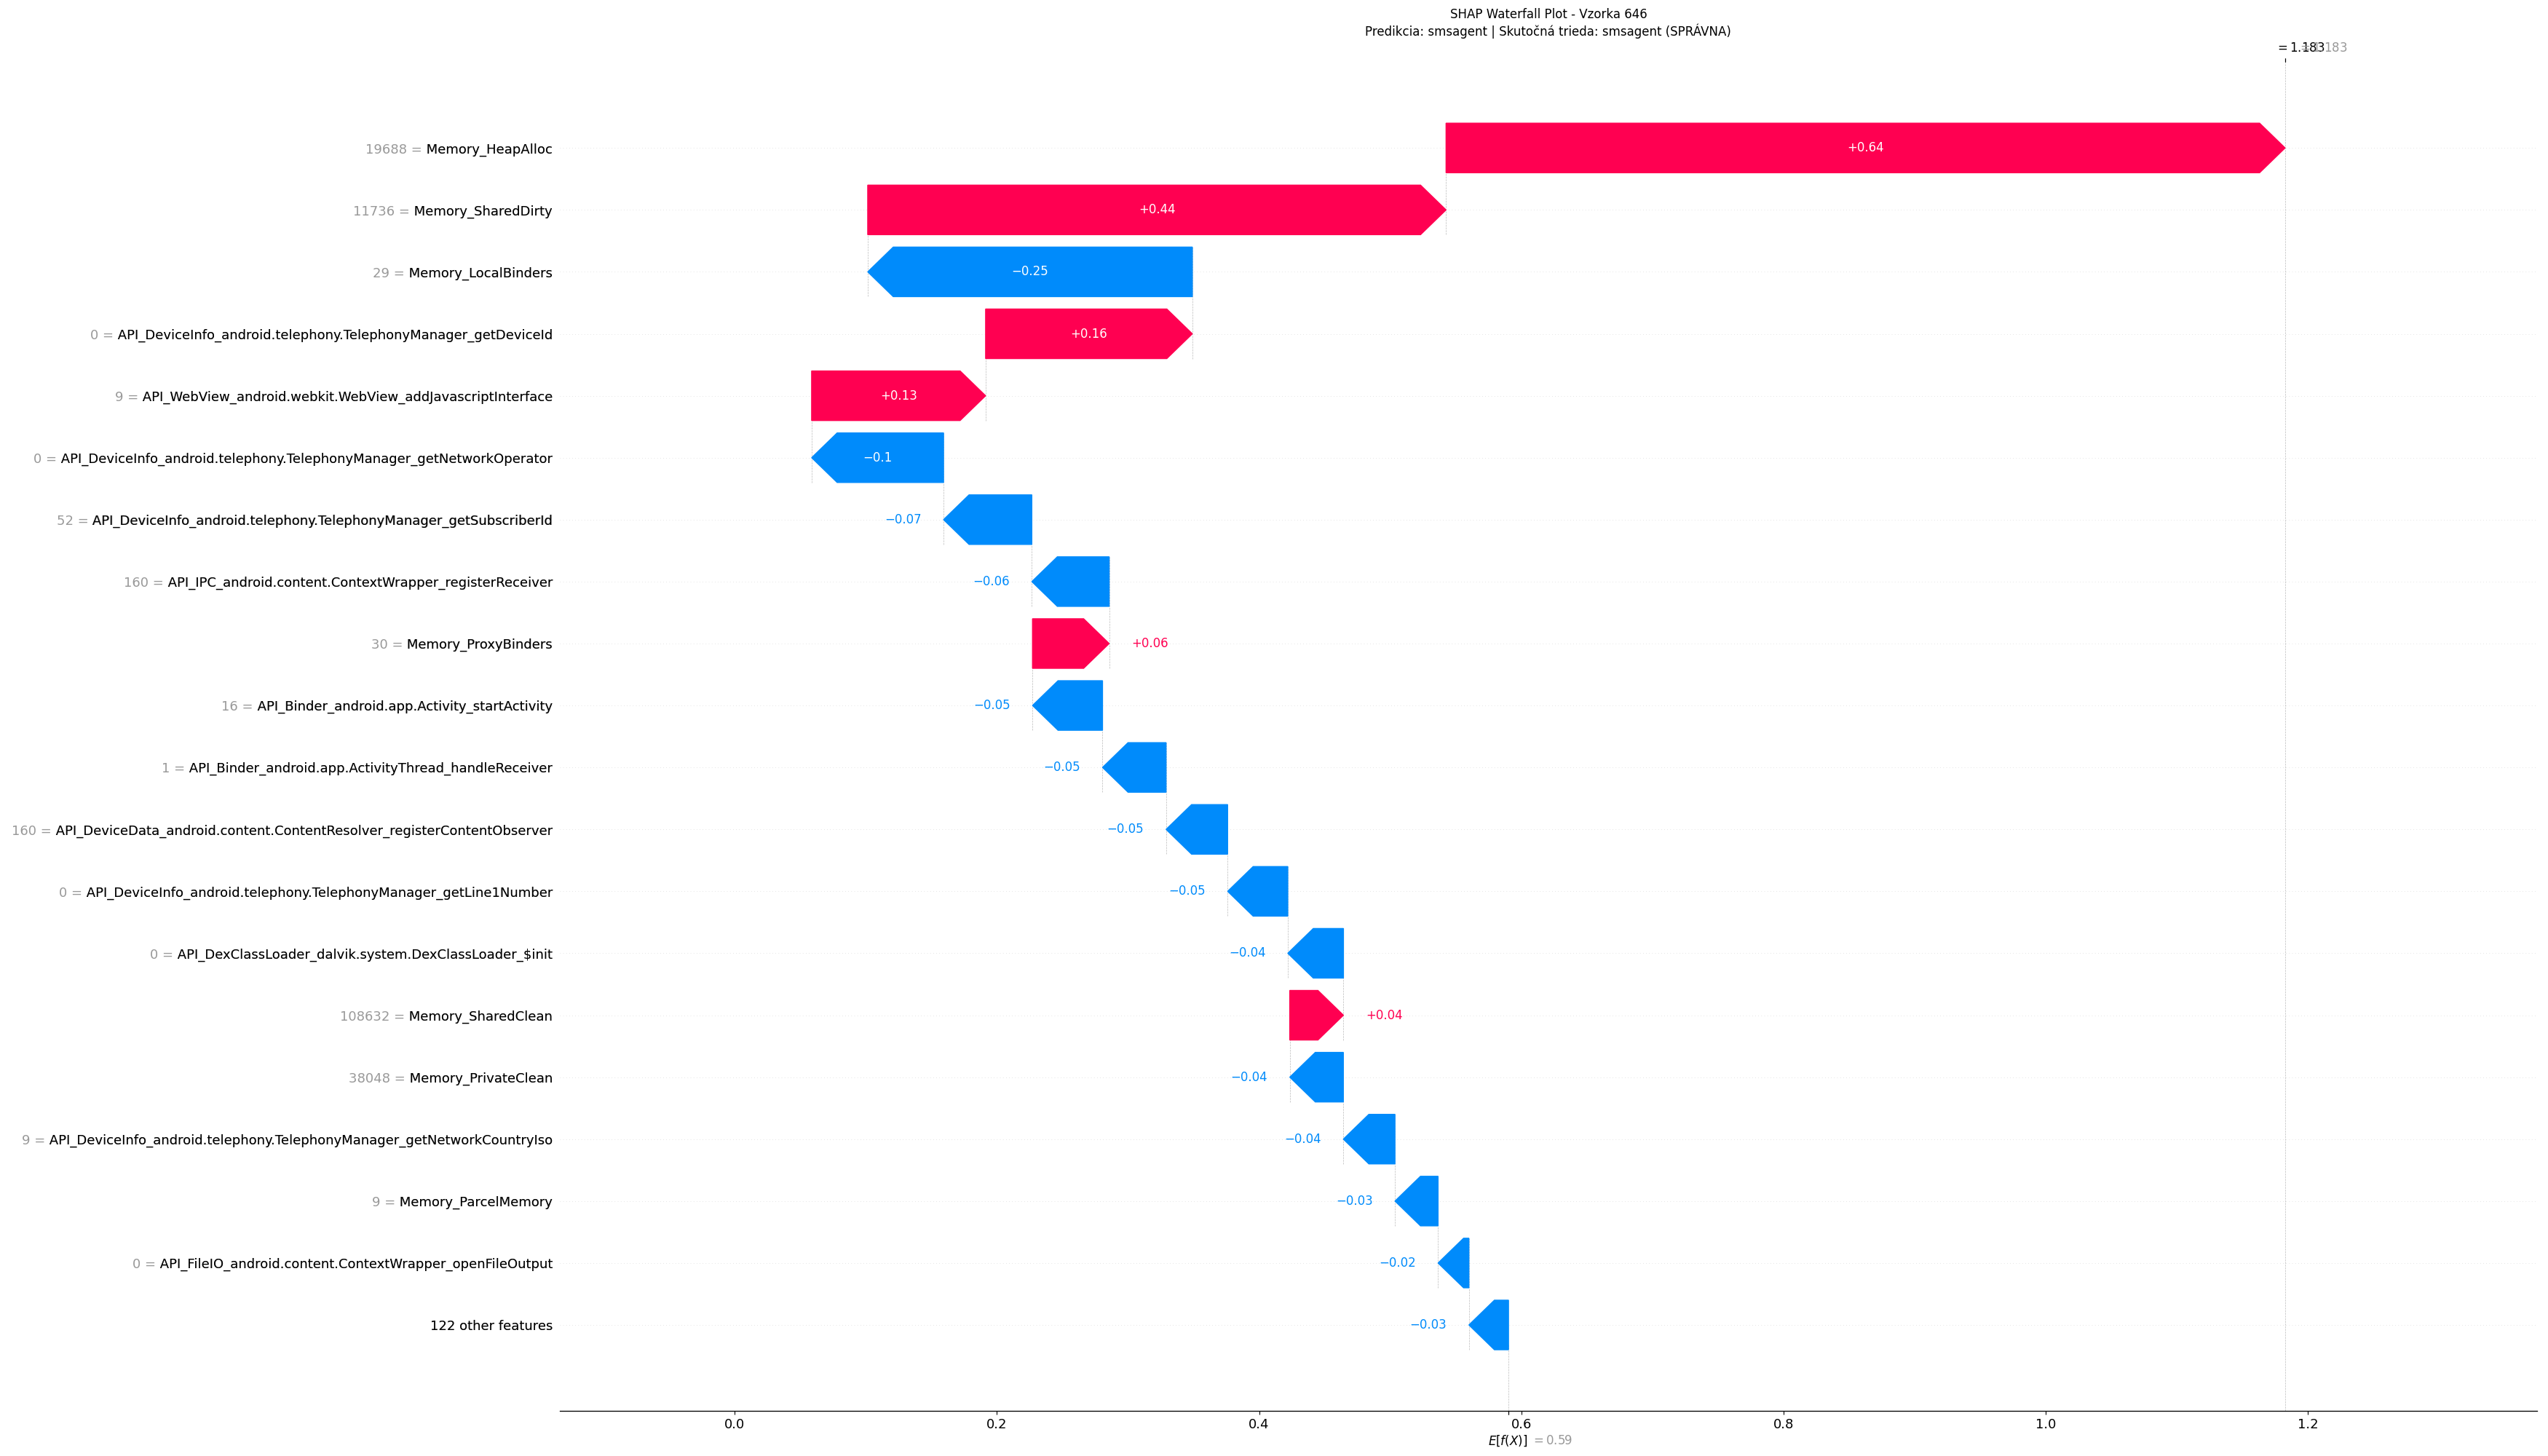 SHAP Waterfall Plot - Vzorka 646
Predikcia: smsagent | Skutočná trieda: smsagent (SPRÁVNA)
= 1.183
19688 = Memory_HeapAlloc
+0.64
11736 = Memory_SharedDirty
+0.44
29 = Memory_LocalBinders
−0.25
0 = API_DeviceInfo_android.telephony.TelephonyManager_getDeviceId
+0.16
9 = API_WebView_android.webkit.WebView_addJavascriptInterface
+0.13
0 = API_DeviceInfo_android.telephony.TelephonyManager_getNetworkOperator
−0.1
52 = API_DeviceInfo_android.telephony.TelephonyManager_getSubscriberId
−0.07
160 = API_IPC_android.content.ContextWrapper_registerReceiver
−0.06
30 = Memory_ProxyBinders
+0.06
16 = API_Binder_android.app.Activity_startActivity
−0.05
1 = API_Binder_android.app.ActivityThread_handleReceiver
−0.05
160 = API_DeviceData_android.content.ContentResolver_registerContentObserver
−0.05
0 = API_DeviceInfo_android.telephony.TelephonyManager_getLine1Number
−0.05
0 = API_DexClassLoader_dalvik.system.DexClassLoader_$init
−0.04
108632 = Memory_SharedClean
+0.04
38048 = Memory_PrivateClean
−0.04
9 = API_DeviceInfo_android.telephony.TelephonyManager_getNetworkCountryIso
−0.04
9 = Memory_ParcelMemory
−0.03
0 = API_FileIO_android.content.ContextWrapper_openFileOutput
−0.02
122 other features
−0.03
0.0 0.2 0.4 0.6 0.8 1.0 1.2
E[f(X)] = 0.59